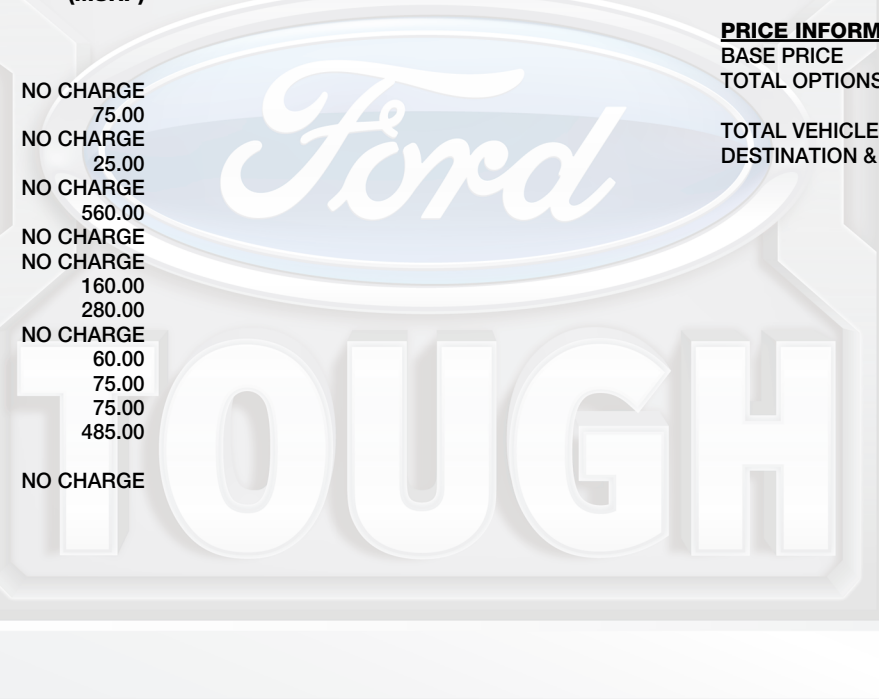 NO CHARGE
75.00
NO CHARGE
25.00
NO CHARGE
560.00
NO CHARGE
NO CHARGE
160.00
280.00
NO CHARGE
60.00
75.00
75.00
485.00
NO CHARGE
PRICE INFORM
BASE PRICE
TOTAL OPTIONS
TOTAL VEHICLE
DESTINATION &
Ford
TOUGH